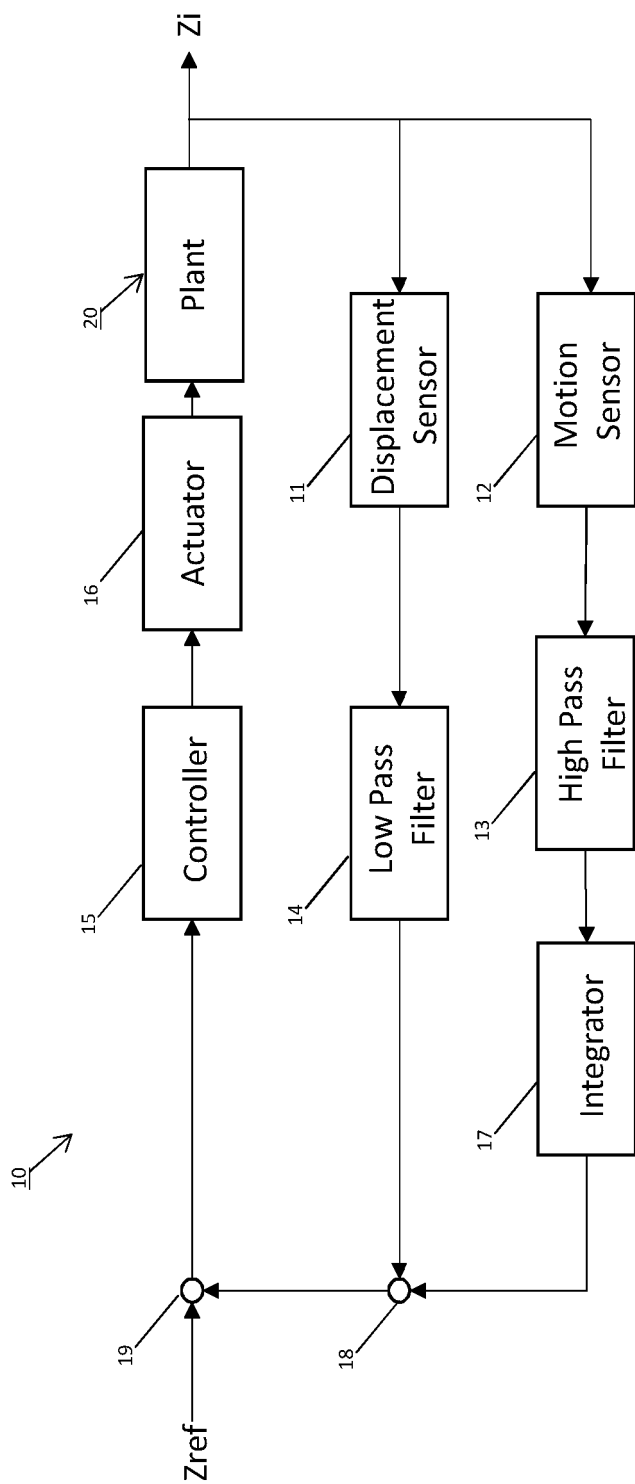 10
Zref
19
15
Controller
16
Actuator
20
Plant
Zi
18
14
Low Pass
Filter
11
Displacement
Sensor
17
Integrator
13
High Pass
Filter
12
Motion
Sensor